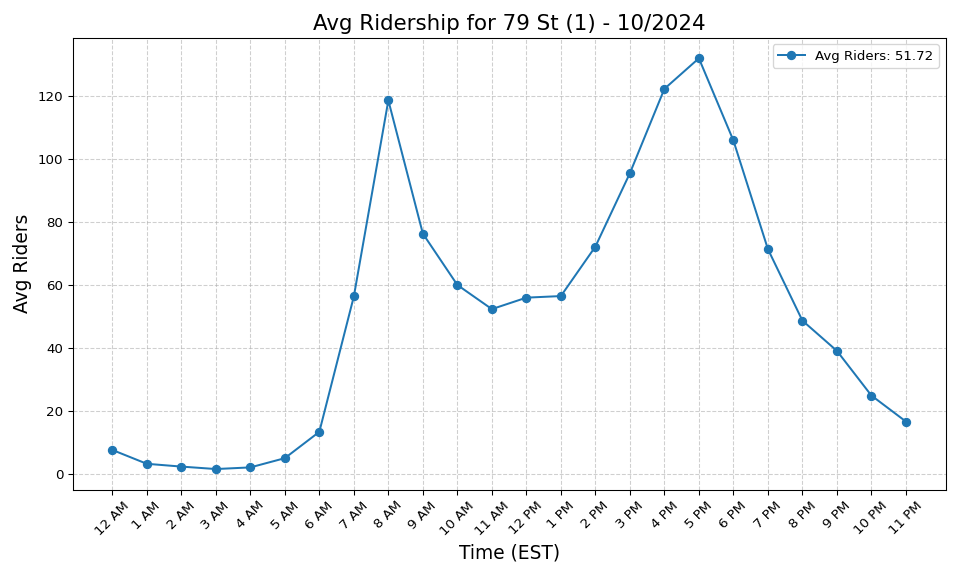 Avg Ridership for 79 St (1) - 10/2024
Avg Riders: 51.72
Avg Riders
120
100
80
60
40
20
0
12 AM
1 AM
2 AM
3 AM
4 AM
5 AM
6 AM
7 AM
8 AM
9 AM
10 AM
11 AM
12 PM
1 PM
2 PM
3 PM
4 PM
5 PM
6 PM
7 PM
8 PM
9 PM
10 PM
11 PM
Time (EST)